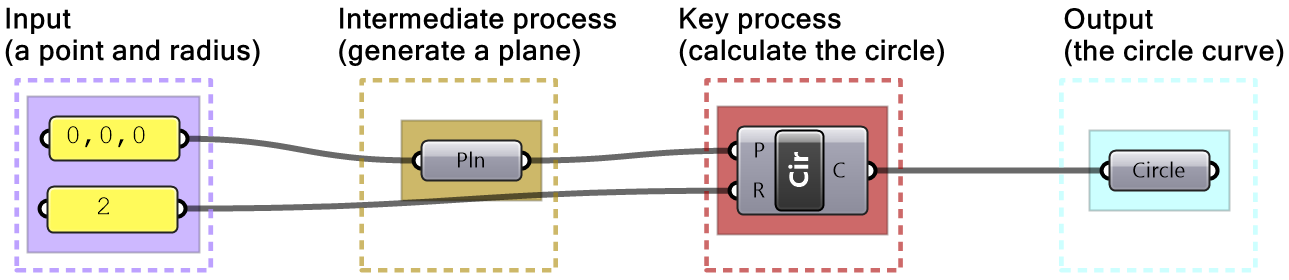 Input
(a point and radius)
Intermediate process
(generate a plane)
Key process
(calculate the circle)
Output
(the circle curve)
0,0,0
2
Pln
P
R
Cir
C
Circle